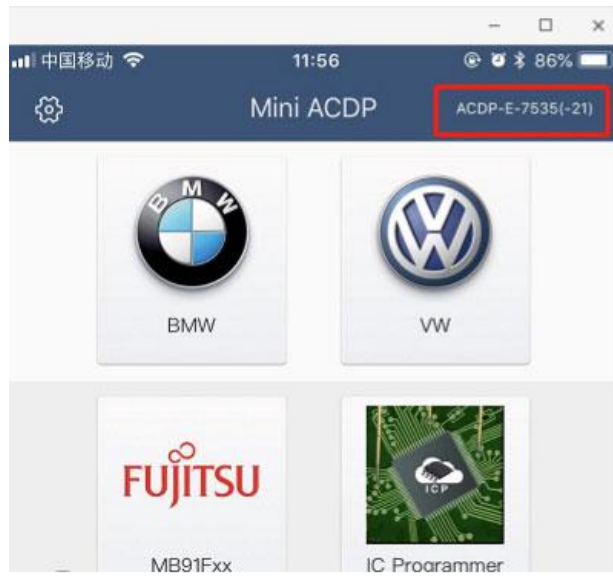 中国移动 11:56 86%
Mini ACDP ACDP-E-7535(-21)
BMW
VW
BMW VW
FUJITSU
ICP
MB91Fxx IC Programmer